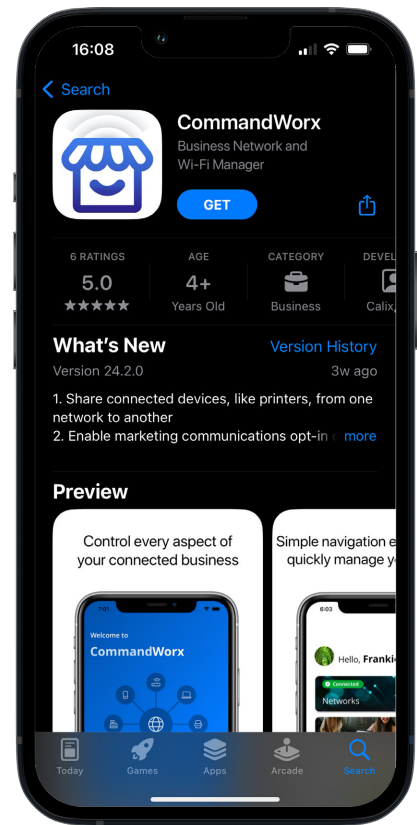 16:08
Search
CommandWorx
Business Network and
Wi-Fi Manager
GET
6 RATINGS
AGE
CATEGORY
DEVEL
5.0
4+
★★★★★
Years Old
Business
Calix,
What's New
Version History
Version 24.2.0
3w ago
1. Share connected devices, like printers, from one
network to another
2. Enable marketing communications opt-in
more
Preview
Control every aspect of
your connected business
Simple navigation e
quickly manage y
7:01
Welcome to
CommandWorx
6:03
Hello, Franki
Connected
Networks
Today
Games
Apps
Arcade
Search